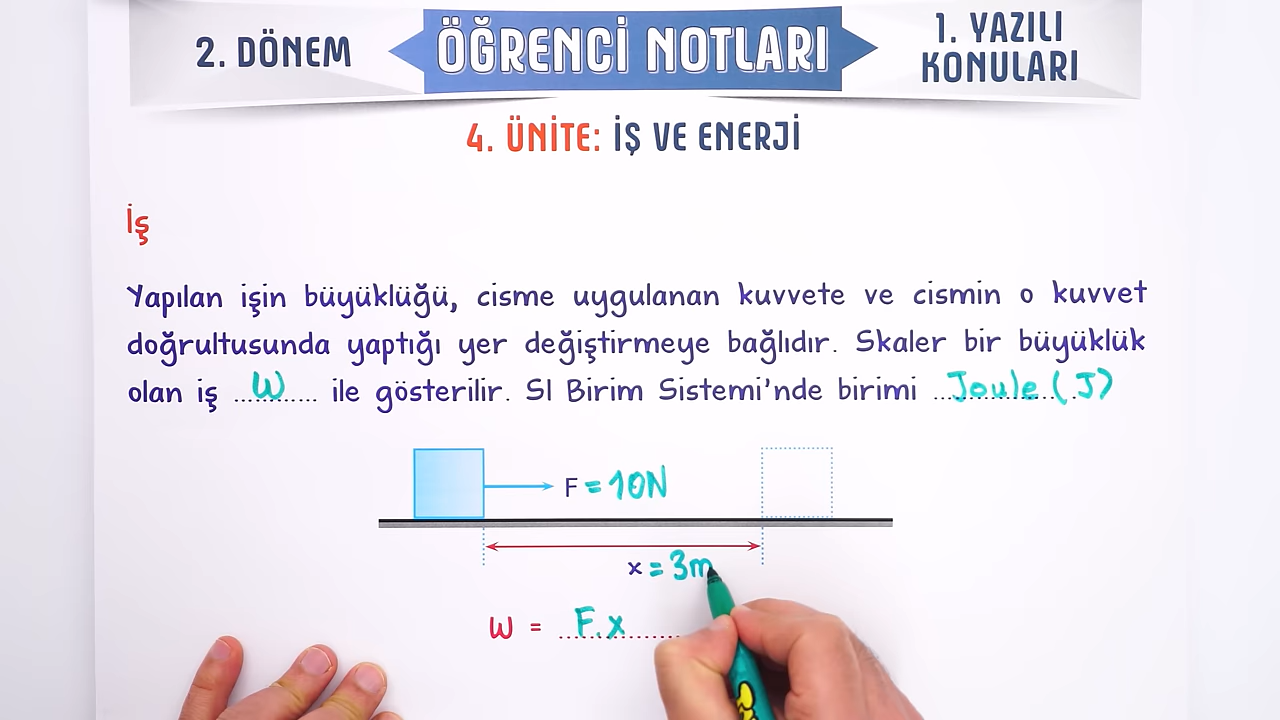 2. DÖNEM
ÖĞRENCİ NOTLARI
1. YAZILI
KONULARI
4. ÜNİTE: İŞ VE ENERJİ
İş
Yapılan işin büyüklüğü, cisme uygulanan kuvvete ve cismin o kuvvet
doğrultusunda yaptığı yer değiştirmeye bağlıdır. Skaler bir büyüklük
olan iş ...W... ile gösterilir. SI Birim Sistemi'nde birimi ...Joule (J)
F = 10N
x = 3m
W = ...F.x...